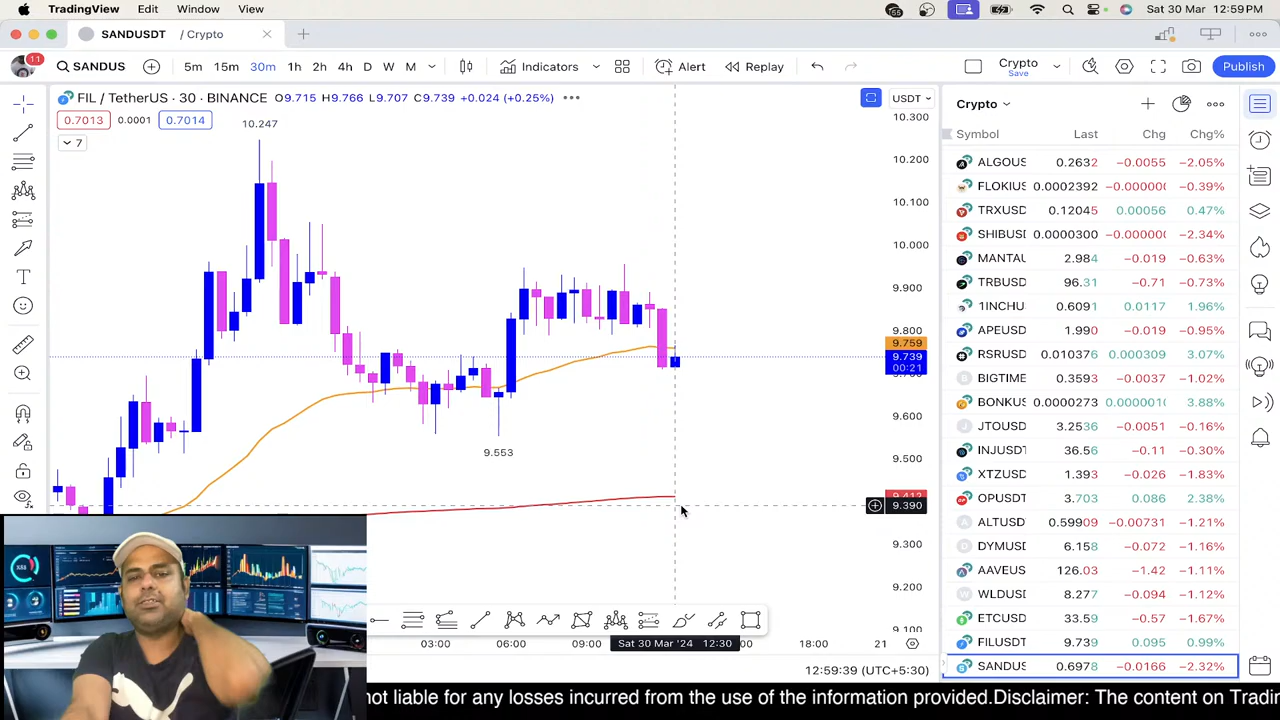 TradingView Edit Window View
Sat 30 Mar 12:59 PM
SANDUSDT / Crypto
11
SANDUS
5m 15m 30m 1h 2h 4h D W M
Indicators
Alert
Replay
Crypto
Save
Publish
FIL / TetherUS · 30 · BINANCE O9.715 H9.766 L9.707 C9.739 +0.024 (+0.25%)
USDT
0.7013 0.0001 0.7014
7
10.247
9.553
10.300
10.200
10.100
10.000
9.900
9.800
9.759
9.739
00:21
9.600
9.500
9.412
9.390
9.300
9.200
9.100
03:00 06:00 09:00 Sat 30 Mar '24 12:30 :00 18:00 21
12:59:39 (UTC+5:30)
Crypto
Symbol Last Chg Chg%
ALGOUS 0.2632 −0.0055 −2.05%
FLOKIUS 0.0002392 −0.000000 −0.39%
TRXUSD 0.12045 0.00056 0.47%
SHIBUSD 0.0000300 −0.000000 −2.34%
MANTAU 2.984 −0.019 −0.63%
TRBUSD 96.31 −0.71 −0.73%
1INCHU 0.6091 0.0117 1.96%
APEUSD 1.990 −0.019 −0.95%
RSRUSD 0.010376 0.000309 3.07%
BIGTIME 0.3593 −0.0037 −1.02%
BONKUS 0.0000273 0.0000010 3.88%
JTOUSD 3.2536 −0.0051 −0.16%
INJUSDT 36.56 −0.11 −0.30%
XTZUSD 1.393 −0.026 −1.83%
OPUSDT 3.703 0.086 2.38%
ALTUSD 0.59909 −0.00731 −1.21%
DYMUSD 6.158 −0.072 −1.16%
AAVEUS 126.03 −1.42 −1.11%
WLDUSD 8.277 −0.094 −1.12%
ETCUSD 33.59 −0.57 −1.67%
FILUSDT 9.739 0.095 0.99%
SANDUS 0.6978 −0.0166 −2.32%
not liable for any losses incurred from the use of the information provided.Disclaimer: The content on Tradin